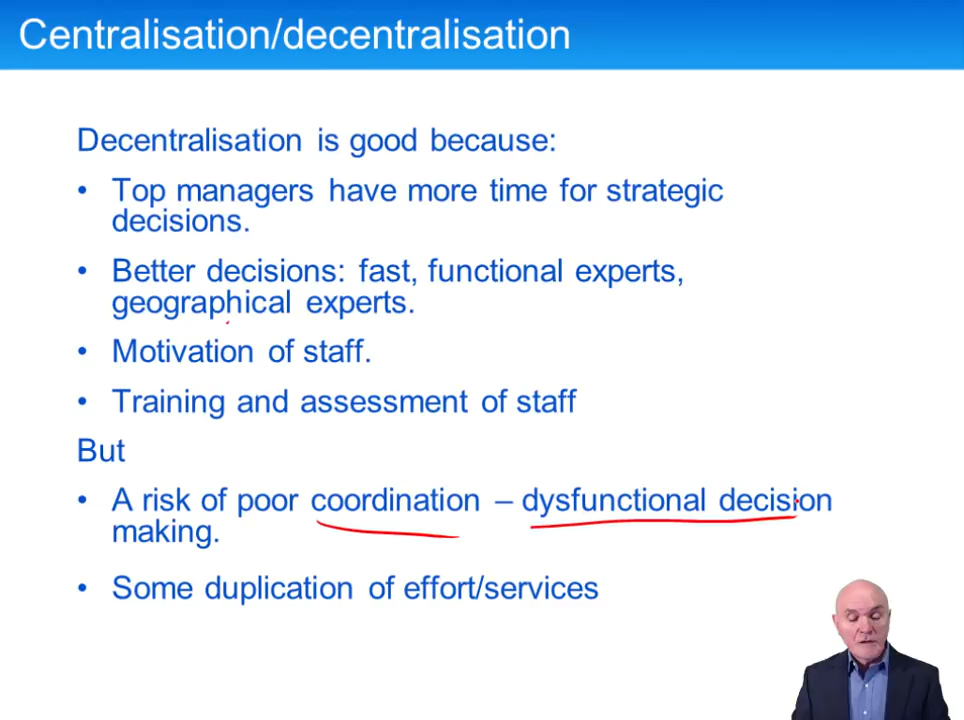 Centralisation/decentralisation
Decentralisation is good because:
• Top managers have more time for strategic
decisions.
• Better decisions: fast, functional experts,
geographical experts.
• Motivation of staff.
• Training and assessment of staff
But
• A risk of poor coordination – dysfunctional decision
making.
• Some duplication of effort/services